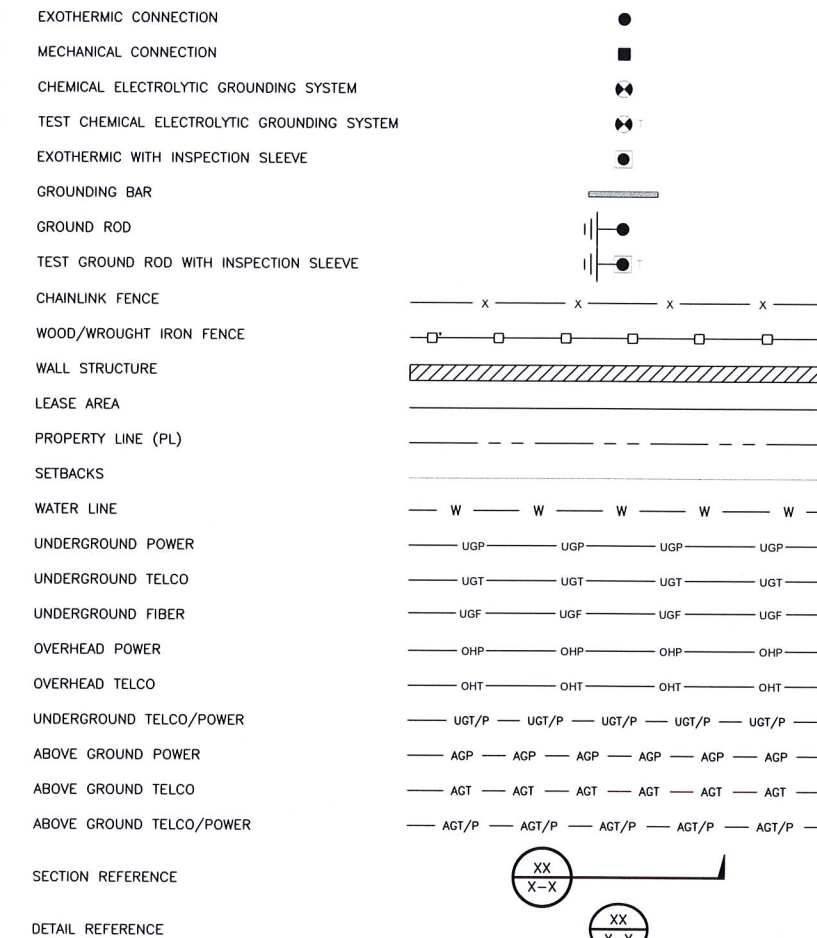 EXOTHERMIC CONNECTION
MECHANICAL CONNECTION
CHEMICAL ELECTROLYTIC GROUNDING SYSTEM
TEST CHEMICAL ELECTROLYTIC GROUNDING SYSTEM T
EXOTHERMIC WITH INSPECTION SLEEVE
GROUNDING BAR
GROUND ROD
TEST GROUND ROD WITH INSPECTION SLEEVE T
CHAINLINK FENCE X X X X
WOOD/WROUGHT IRON FENCE
WALL STRUCTURE
LEASE AREA
PROPERTY LINE (PL)
SETBACKS
WATER LINE W W W W W
UNDERGROUND POWER UGP UGP UGP UGP
UNDERGROUND TELCO UGT UGT UGT UGT
UNDERGROUND FIBER UGF UGF UGF UGF
OVERHEAD POWER OHP OHP OHP OHP
OVERHEAD TELCO OHT OHT OHT OHT
UNDERGROUND TELCO/POWER UGT/P UGT/P UGT/P UGT/P UGT/P
ABOVE GROUND POWER AGP AGP AGP AGP AGP AGP
ABOVE GROUND TELCO AGT AGT AGT AGT AGT AGT
ABOVE GROUND TELCO/POWER AGT/P AGT/P AGT/P AGT/P AGT/P
SECTION REFERENCE XX
X-X
DETAIL REFERENCE XX
X-X